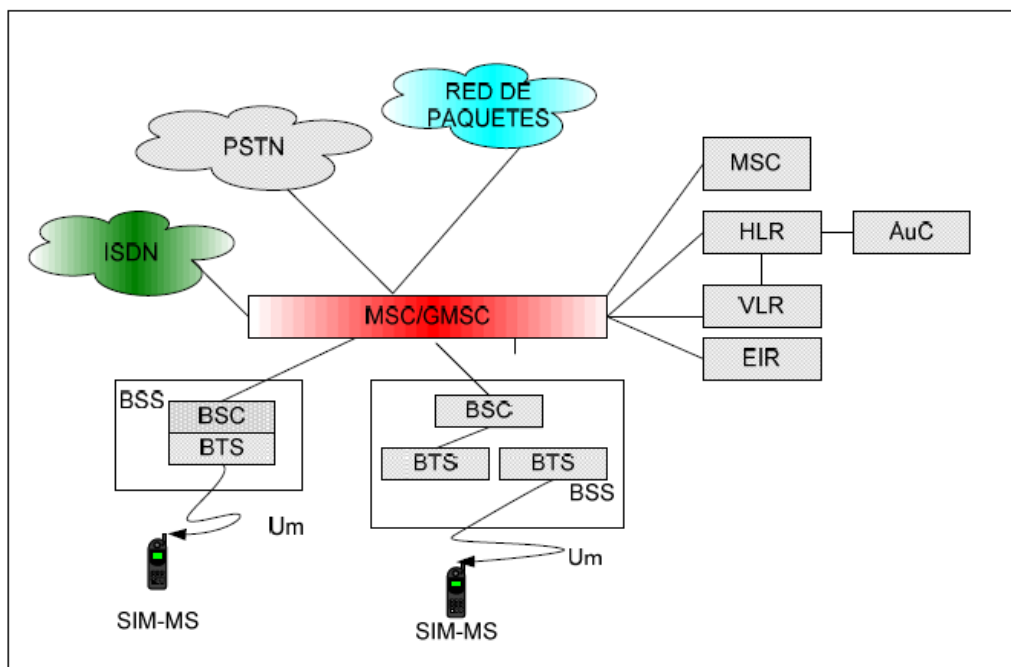 RED DE
PAQUETES
PSTN
MSC
HLR
AuC
ISDN
VLR
MSC/GMSC
EIR
BSS
BSC
BTS
BSC
BTS
BTS
BSS
Um
Um
SIM-MS
SIM-MS